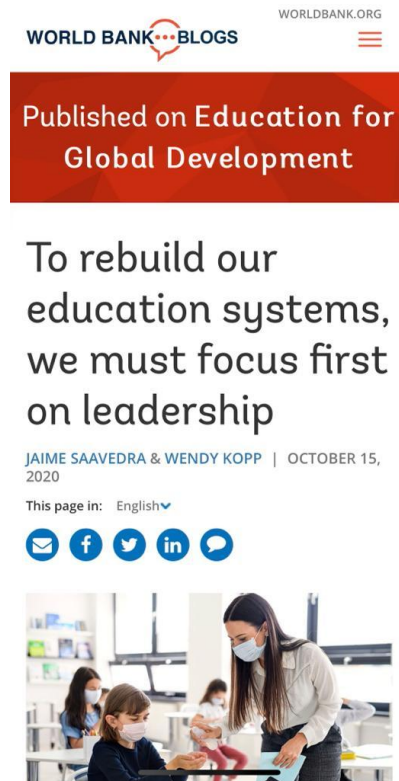 WORLDBANK.ORG
WORLD BANK BLOGS
Published on Education for
Global Development
To rebuild our
education systems,
we must focus first
on leadership
JAIME SAAVEDRA & WENDY KOPP | OCTOBER 15,
2020
This page in: English